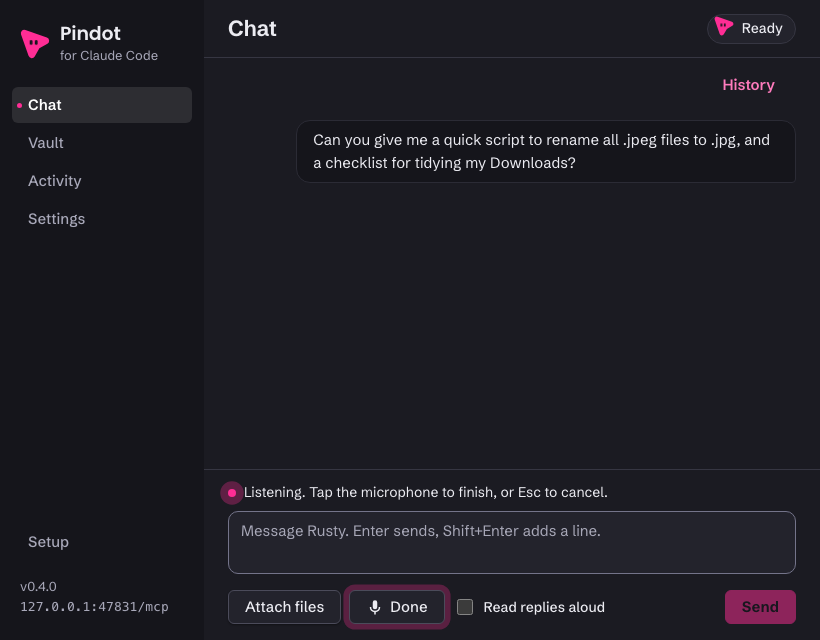 Pindot
for Claude Code
Chat
Vault
Activity
Settings
Setup
v0.4.0
127.0.0.1:47831/mcp
Chat
Ready
History
Can you give me a quick script to rename all .jpeg files to .jpg, and
a checklist for tidying my Downloads?
Listening. Tap the microphone to finish, or Esc to cancel.
Message Rusty. Enter sends, Shift+Enter adds a line.
Attach files
Done
Read replies aloud
Send